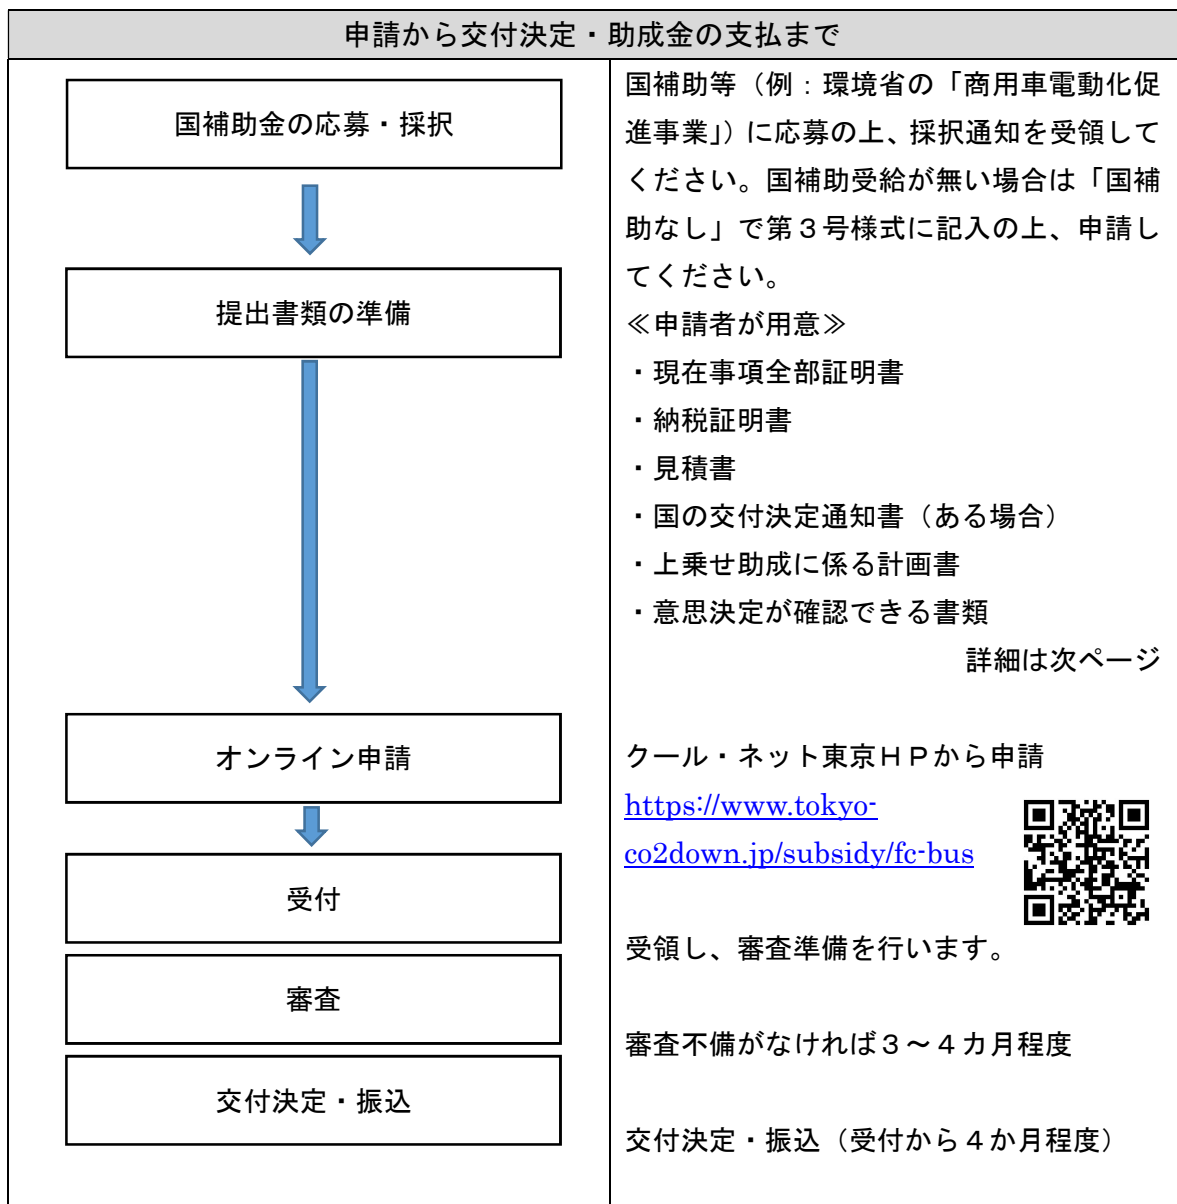 申請から交付決定・助成金の支払まで
国補助金の応募・採択
国補助等（例：環境省の「商用車電動化促
進事業」）に応募の上、採択通知を受領して
ください。国補助受給が無い場合は「国補
助なし」で第３号様式に記入の上、申請し
てください。
提出書類の準備
≪申請者が用意≫
・現在事項全部証明書
・納税証明書
・見積書
・国の交付決定通知書（ある場合）
・上乗せ助成に係る計画書
・意思決定が確認できる書類
詳細は次ページ
オンライン申請
クール・ネット東京ＨＰから申請
https://www.tokyo-
co2down.jp/subsidy/fc-bus
受付
受領し、審査準備を行います。
審査
審査不備がなければ３～４カ月程度
交付決定・振込
交付決定・振込（受付から４か月程度）